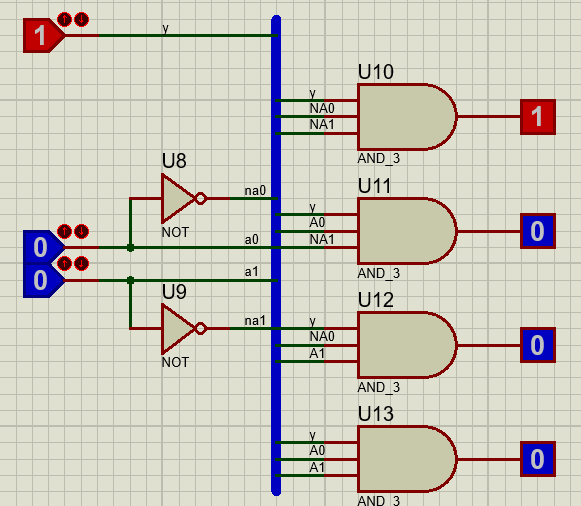 1
y
U10
y
NA0
NA1
1
AND_3
U8
na0
NOT
U11
y
A0
NA1
0
AND_3
0
a0
0
a1
U9
na1
NOT
U12
y
NA0
A1
0
AND_3
U13
y
A0
A1
0
AND_3